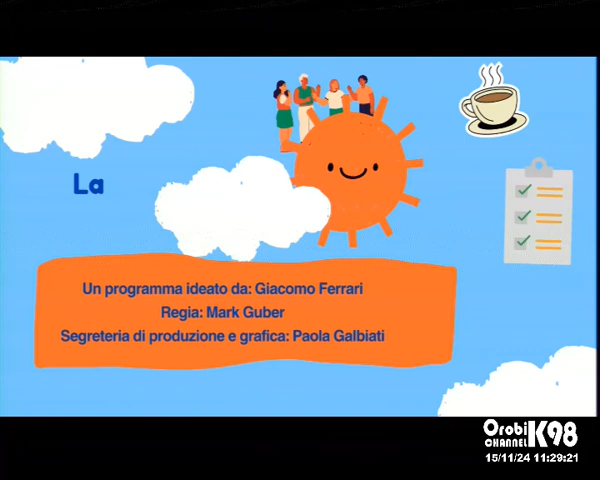 La
Un programma ideato da: Giacomo Ferrari
Regia: Mark Guber
Segreteria di produzione e grafica: Paola Galbiati
Orobi
CHANNEL K98
15/11/24 11:29:21